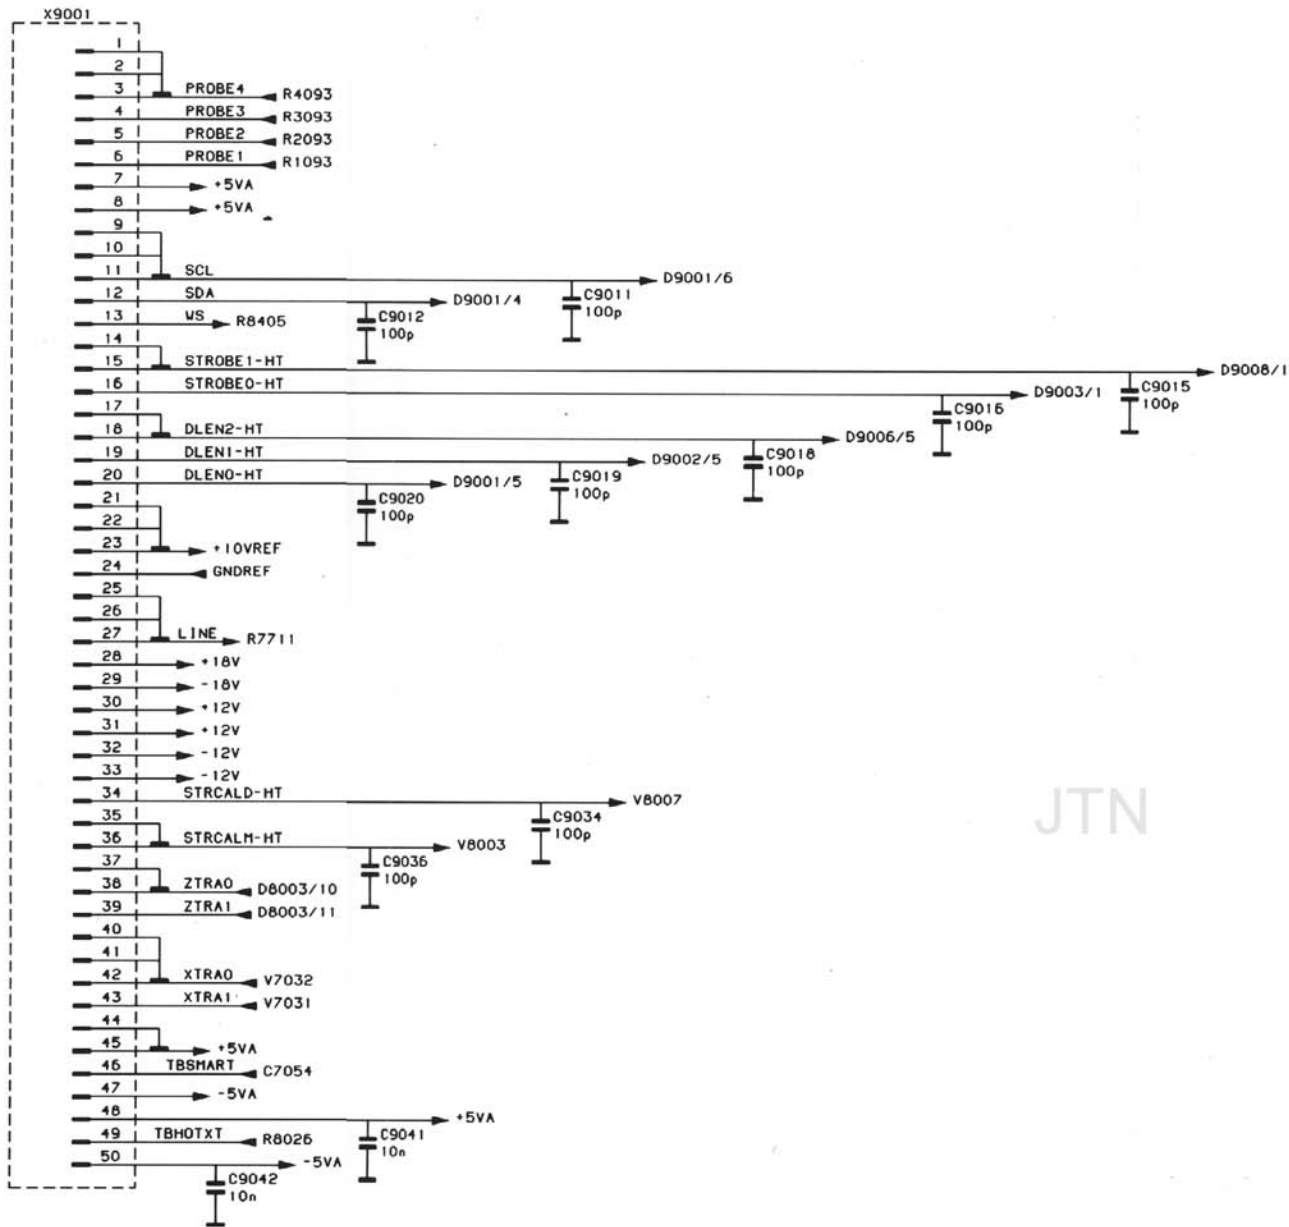 X9001
1
2
3 PROBE4 R4093
4 PROBE3 R3093
5 PROBE2 R2093
6 PROBE1 R1093
7 +5VA
8 +5VA
9
10
11 SCL D9001/6
C9011
100p
12 SDA D9001/4
C9012
100p
13 WS R8405
14
15 STROBE1-HT D9008/1
C9015
100p
16 STROBE0-HT D9003/1
C9016
100p
17
18 DLEN2-HT D9006/5
C9018
100p
19 DLEN1-HT D9002/5
C9019
100p
20 DLEN0-HT D9001/5
C9020
100p
21
22
23 +10VREF
24 GNDREF
25
26
27 LINE R7711
28 +18V
29 -18V
30 +12V
31 +12V
32 -12V
33 -12V
34 STRCALD-HT V8007
C9034
100p
35
36 STRCALM-HT V8003
C9036
100p
37
38 ZTRA0 D8003/10
39 ZTRA1 D8003/11
40
41
42 XTRA0 V7032
43 XTRA1 V7031
44
45 +5VA
46 TBSMART C7054
47 -5VA
48 +5VA
C9041
10n
49 TBHOTXT R8026
50 -5VA
C9042
10n
JTN